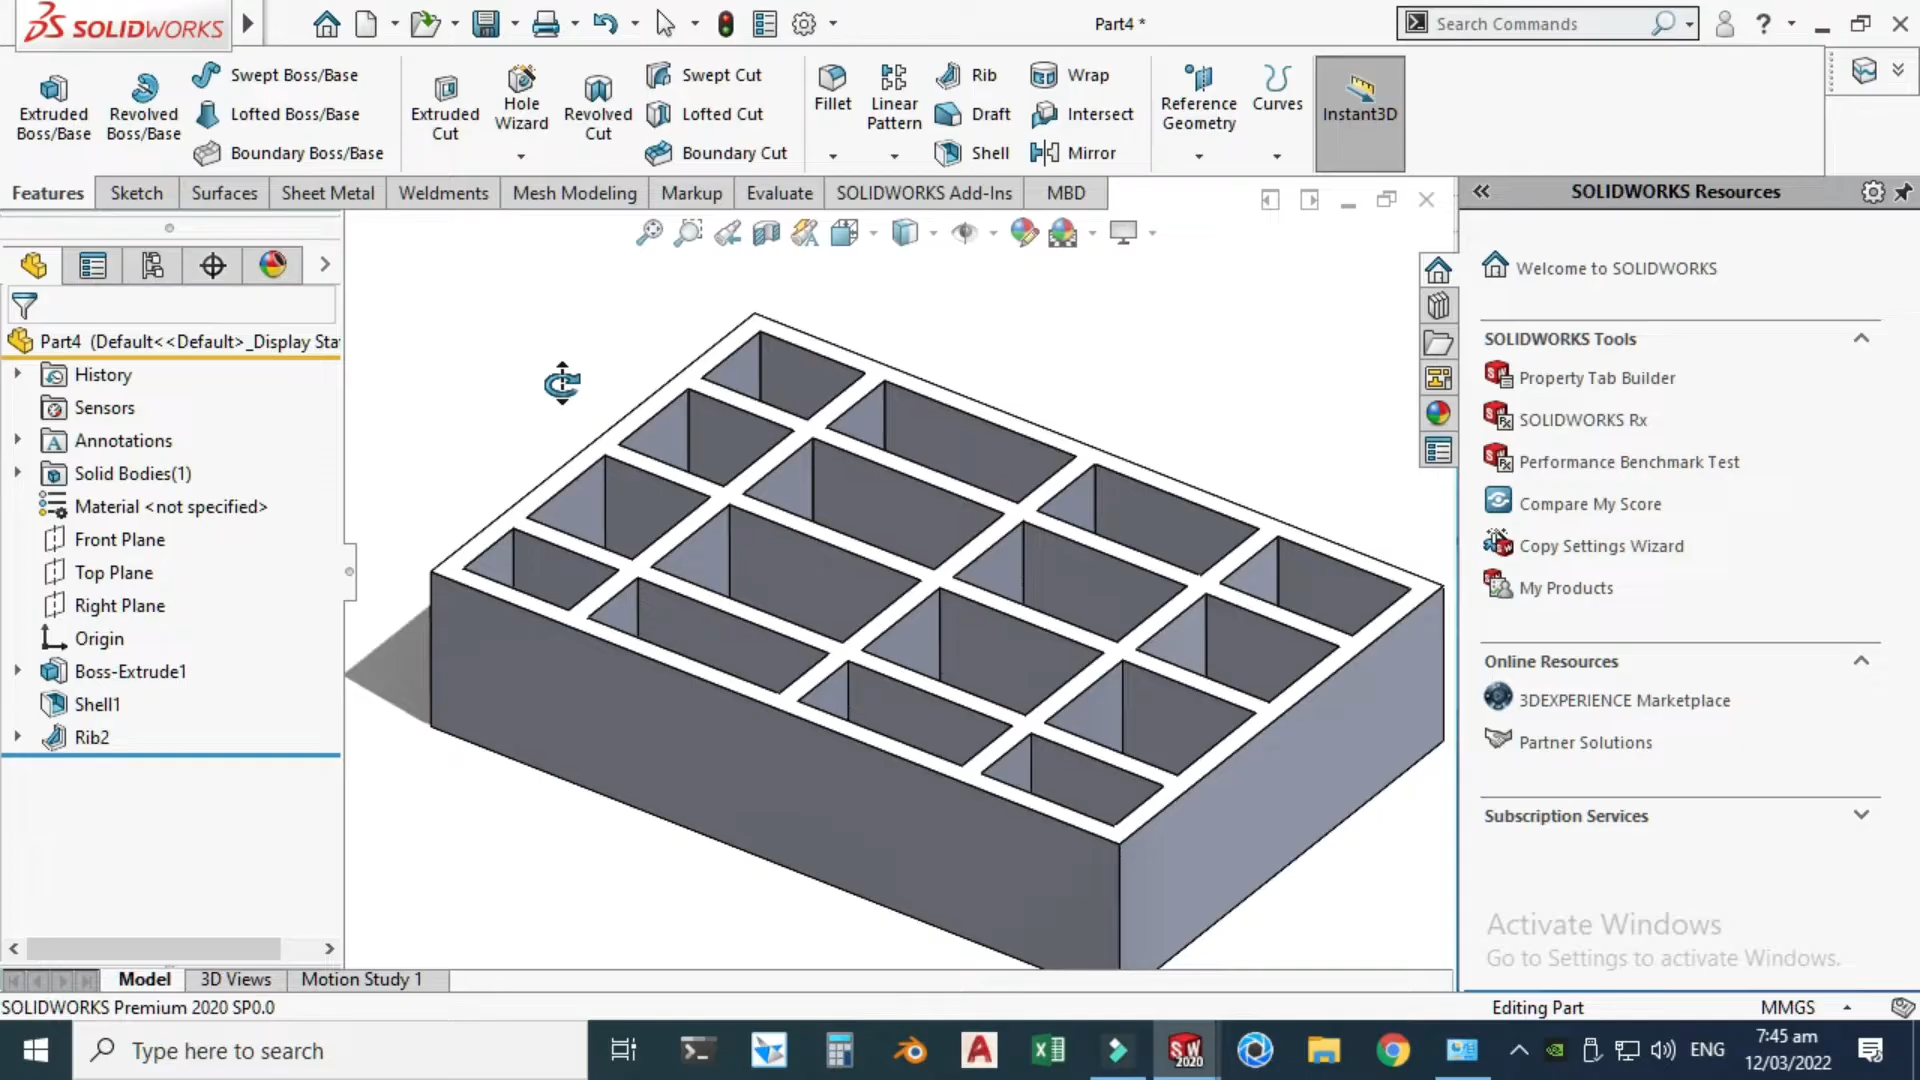 SOLIDWORKS
Part4 *
Search Commands
Extruded Boss/Base
Revolved Boss/Base
Swept Boss/Base
Lofted Boss/Base
Boundary Boss/Base
Extruded Cut
Hole Wizard
Revolved Cut
Swept Cut
Lofted Cut
Boundary Cut
Fillet
Linear Pattern
Rib
Draft
Shell
Wrap
Intersect
Mirror
Reference Geometry
Curves
Instant3D
Features
Sketch
Surfaces
Sheet Metal
Weldments
Mesh Modeling
Markup
Evaluate
SOLIDWORKS Add-Ins
MBD
SOLIDWORKS Resources
Part4 (Default<<Default>_Display Sta
History
Sensors
Annotations
Solid Bodies(1)
Material <not specified>
Front Plane
Top Plane
Right Plane
Origin
Boss-Extrude1
Shell1
Rib2
Welcome to SOLIDWORKS
SOLIDWORKS Tools
Property Tab Builder
SOLIDWORKS Rx
Performance Benchmark Test
Compare My Score
Copy Settings Wizard
My Products
Online Resources
3DEXPERIENCE Marketplace
Partner Solutions
Subscription Services
Activate Windows
Go to Settings to activate Windows.
Model
3D Views
Motion Study 1
SOLIDWORKS Premium 2020 SP0.0
Editing Part
MMGS
Type here to search
SW 2020
ENG
7:45 am
12/03/2022